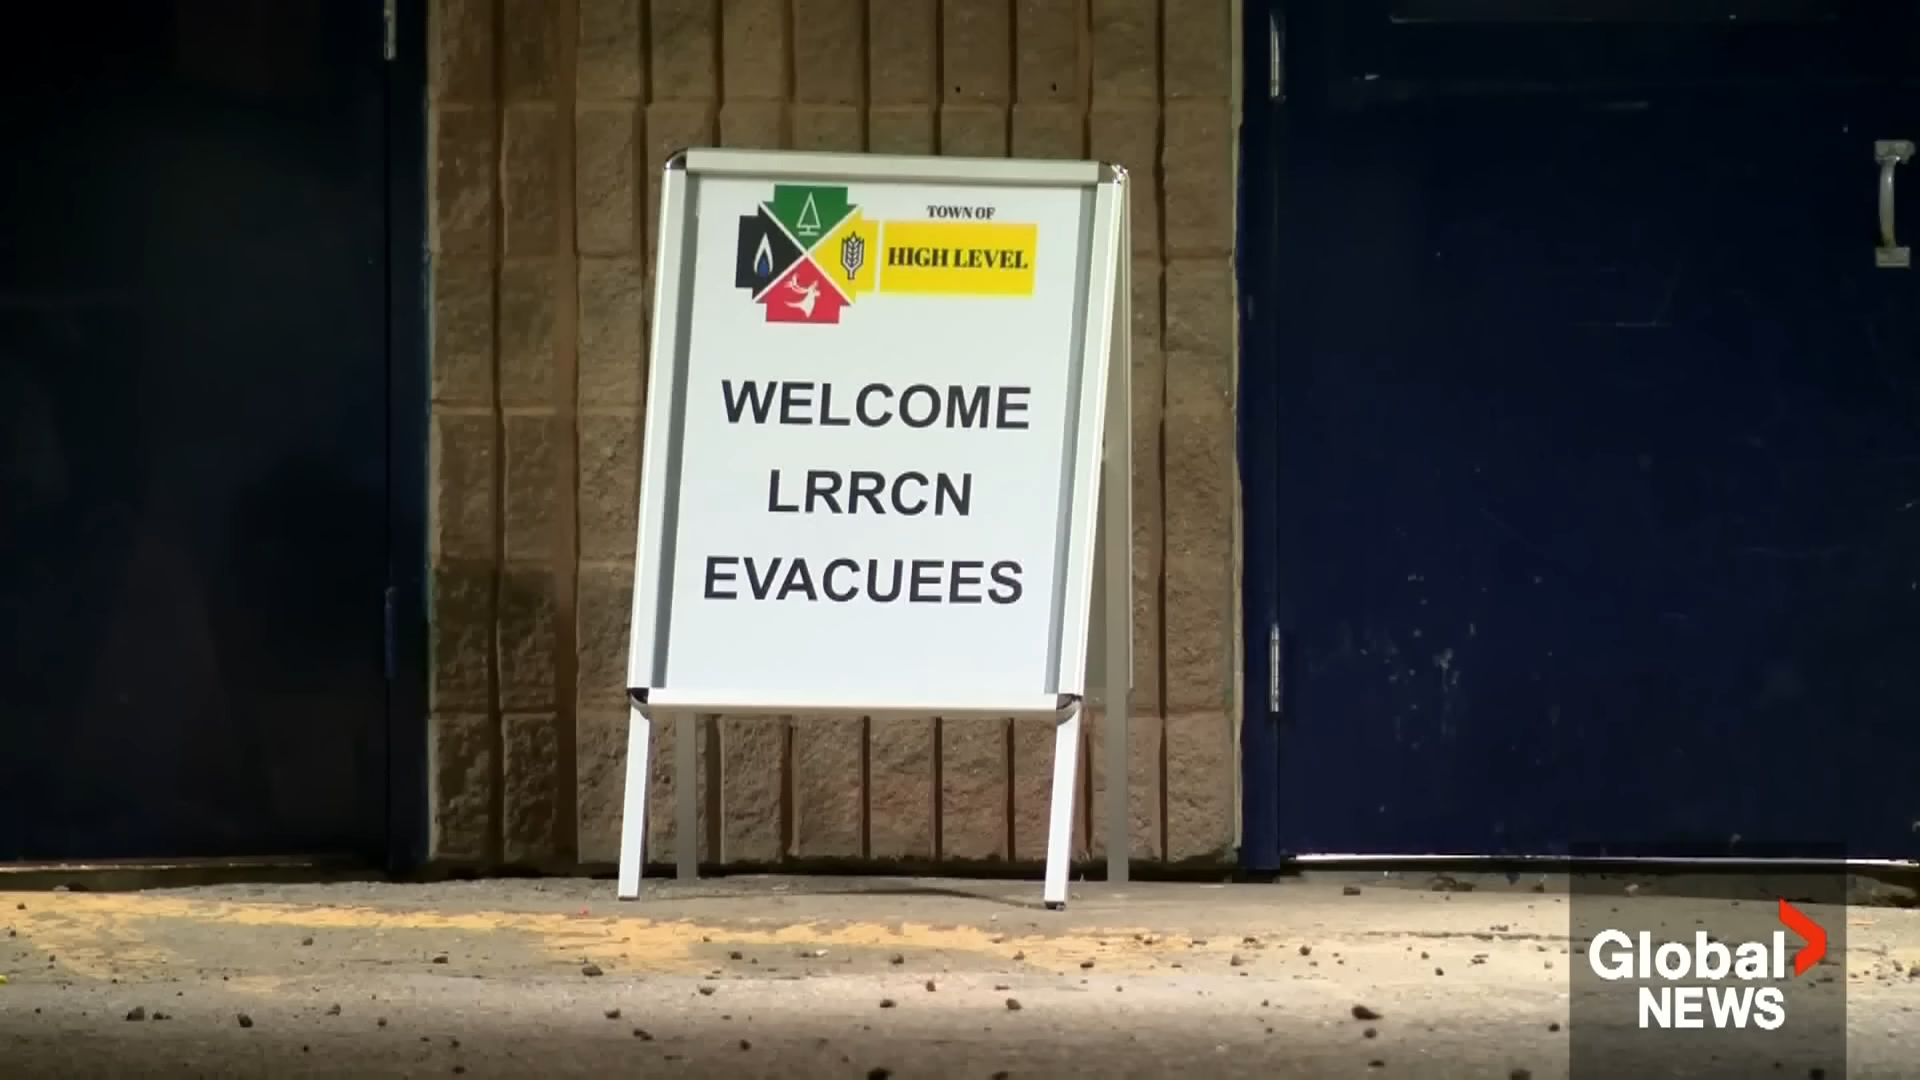 TOWN OF
HIGH LEVEL
WELCOME
LRRCN
EVACUEES
Global
NEWS